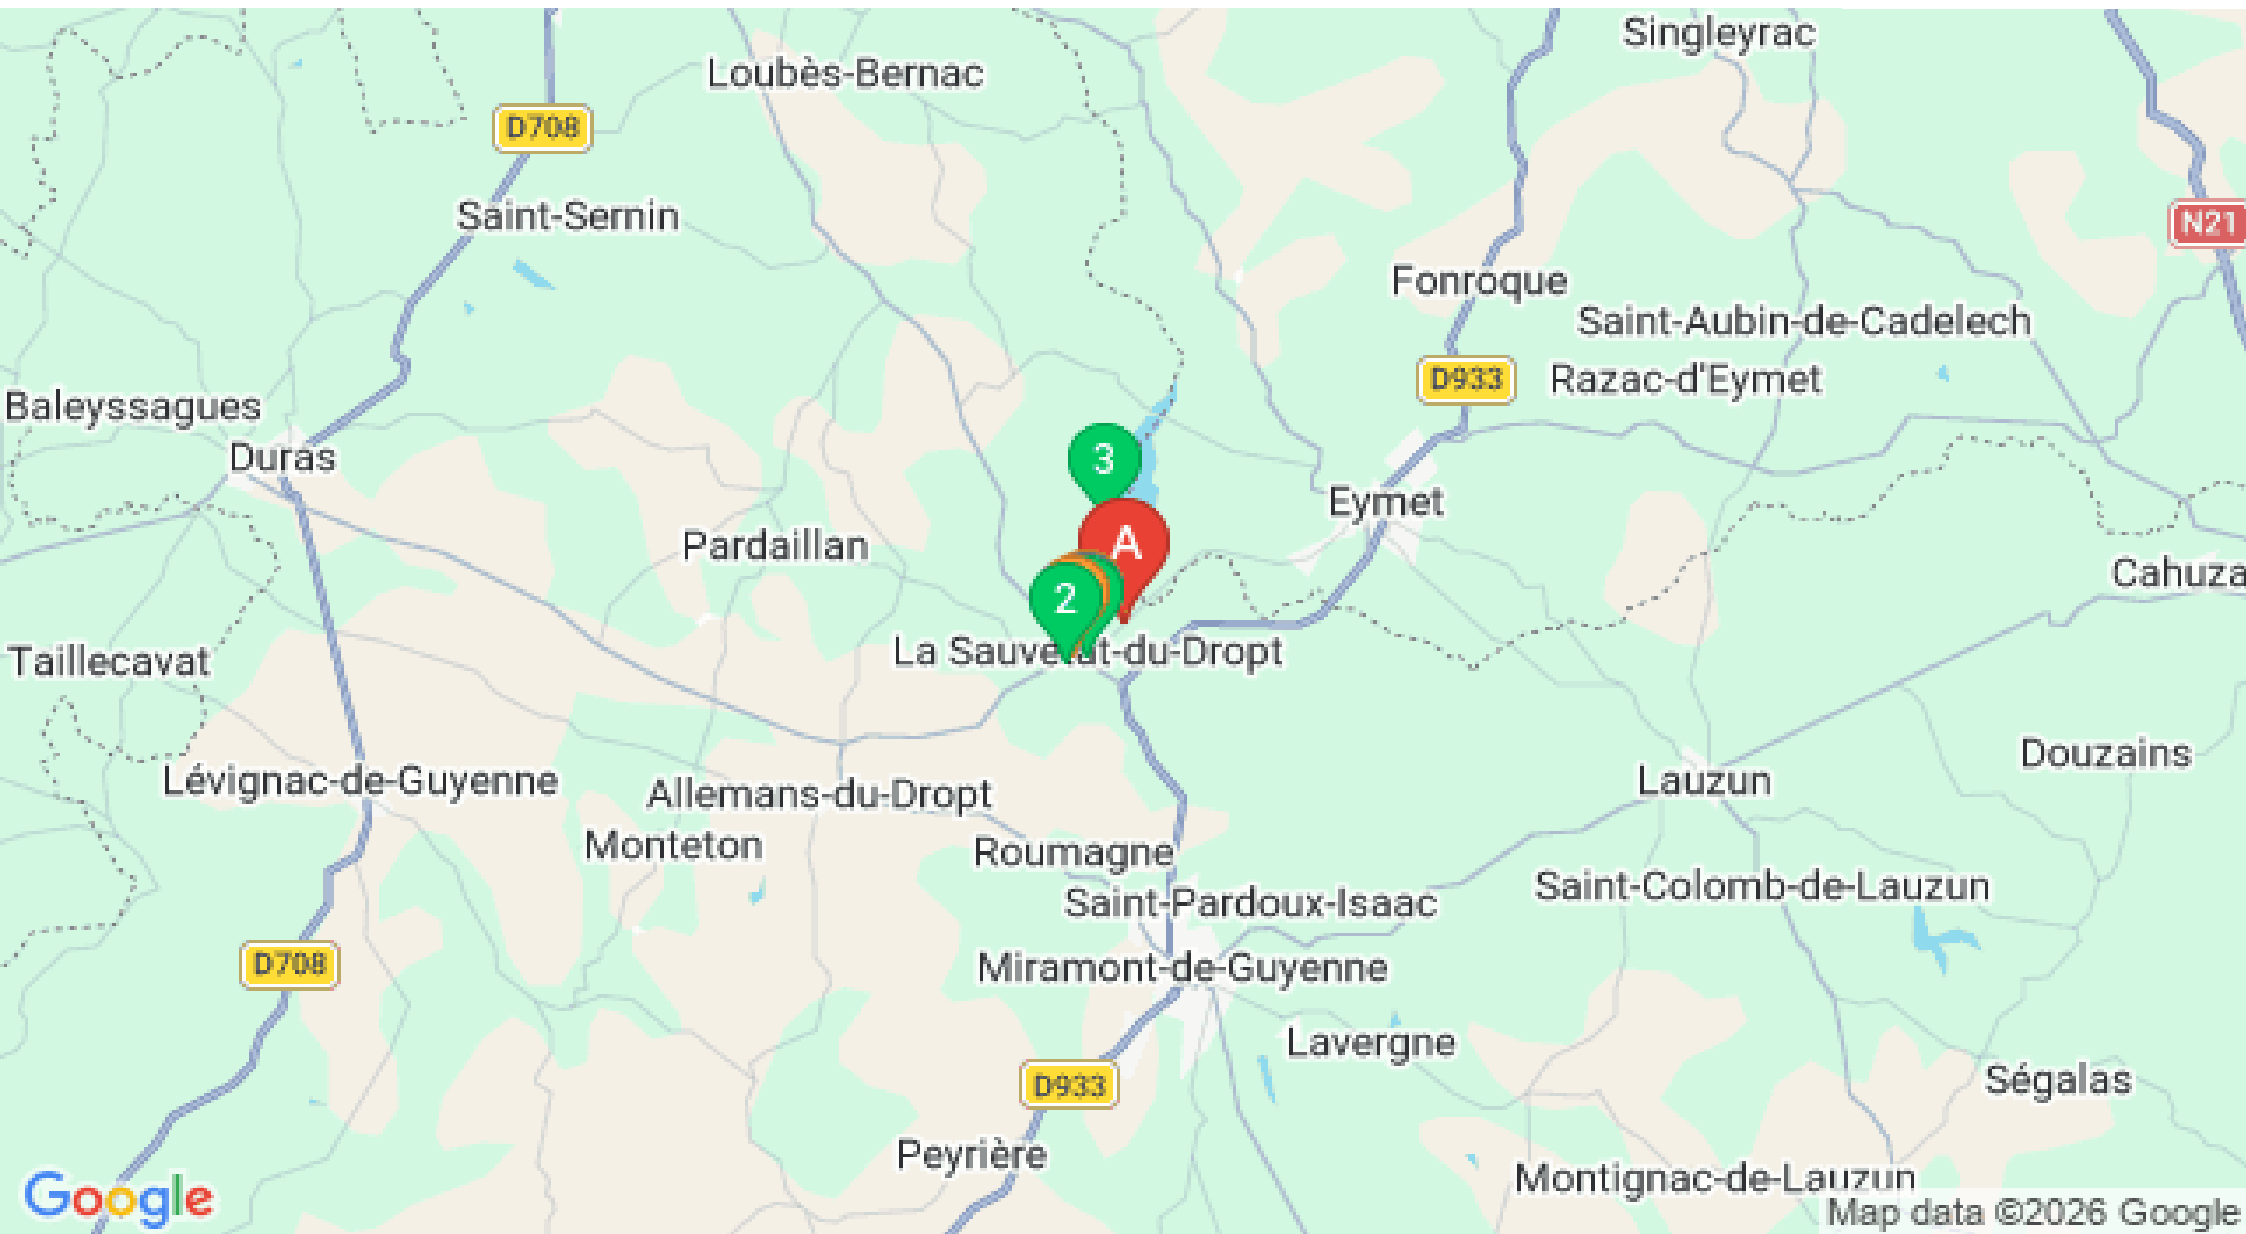 Singleyrac
Loubès-Bernac
D708
Saint-Sernin
N21
Fonroque
Saint-Aubin-de-Cadelech
D933
Razac-d'Eymet
Baleyssagues
Duras
3
Eymet
Pardaillan
A
Cahuza
2
La Sauvetat-du-Dropt
Taillecavat
Douzains
Lévignac-de-Guyenne
Allemans-du-Dropt
Lauzun
Monteton
Roumagne
Saint-Colomb-de-Lauzun
Saint-Pardoux-Isaac
D708
Miramont-de-Guyenne
Lavergne
D933
Ségalas
Peyrière
Montignac-de-Lauzun
Google
Map data ©2026 Google